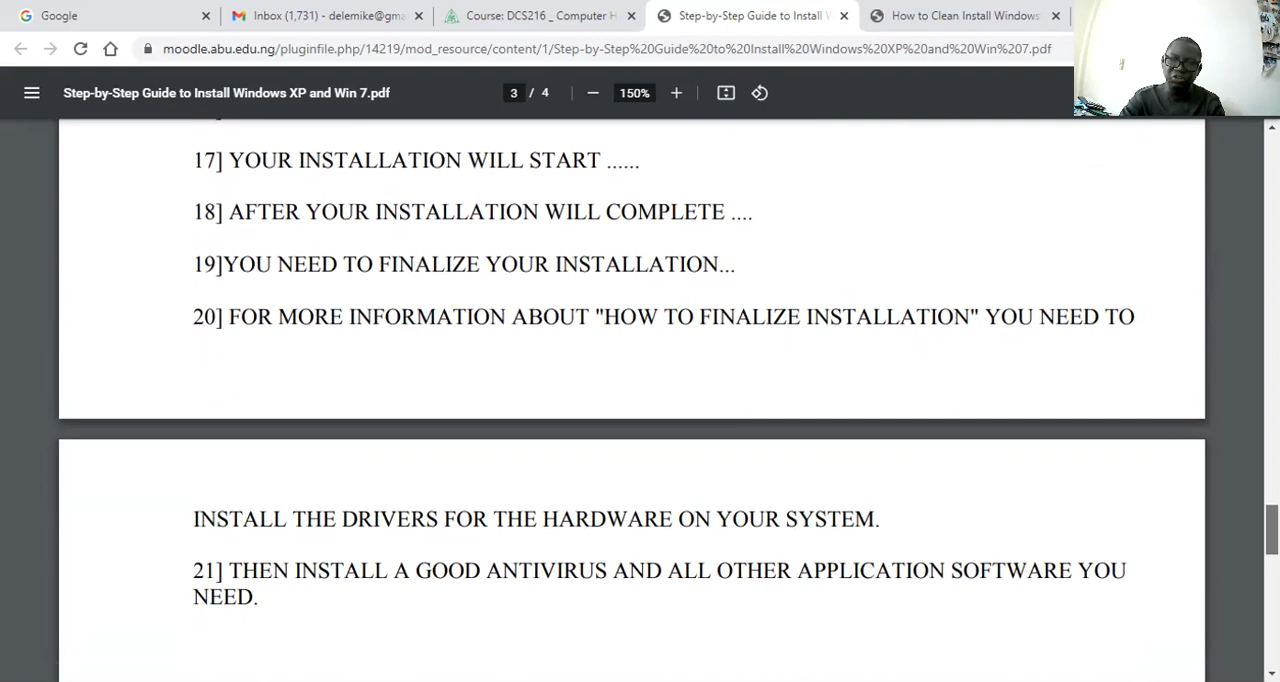 Google
Inbox (1,731) - delemike@gma
Course: DCS216 _ Computer H
Step-by-Step Guide to Install W
How to Clean Install Windows
moodle.abu.edu.ng/pluginfile.php/14219/mod_resource/content/1/Step-by-Step%20Guide%20to%20Install%20Windows%20XP%20and%20Win%207.pdf
Step-by-Step Guide to Install Windows XP and Win 7.pdf
3 / 4
150%
17] YOUR INSTALLATION WILL START ......
18] AFTER YOUR INSTALLATION WILL COMPLETE ....
19]YOU NEED TO FINALIZE YOUR INSTALLATION...
20] FOR MORE INFORMATION ABOUT "HOW TO FINALIZE INSTALLATION" YOU NEED TO
INSTALL THE DRIVERS FOR THE HARDWARE ON YOUR SYSTEM.
21] THEN INSTALL A GOOD ANTIVIRUS AND ALL OTHER APPLICATION SOFTWARE YOU
NEED.